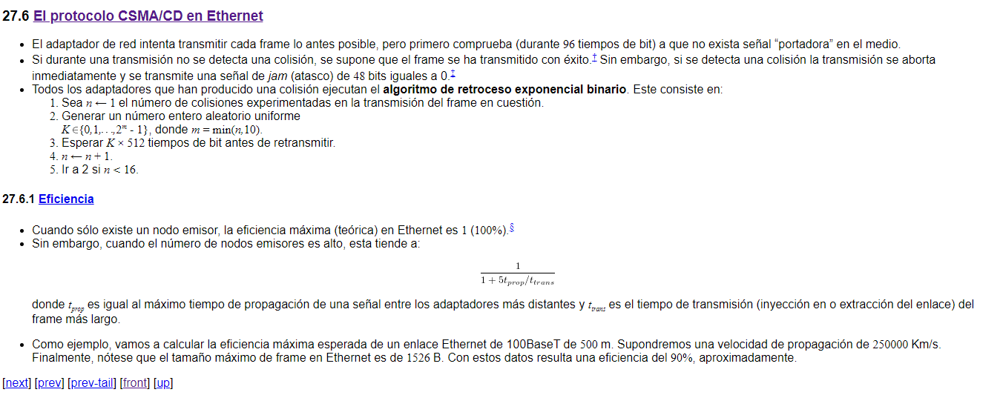 27.6 El protocolo CSMA/CD en Ethernet
• El adaptador de red intenta transmitir cada frame lo antes posible, pero primero comprueba (durante 96 tiempos de bit) a que no exista señal “portadora” en el medio.
• Si durante una transmisión no se detecta una colisión, se supone que el frame se ha transmitido con éxito.‡ Sin embargo, si se detecta una colisión la transmisión se aborta
inmediatamente y se transmite una señal de jam (atasco) de 48 bits iguales a 0.‡
• Todos los adaptadores que han producido una colisión ejecutan el algoritmo de retroceso exponencial binario. Este consiste en:
1. Sea n ← 1 el número de colisiones experimentadas en la transmisión del frame en cuestión.
2. Generar un número entero aleatorio uniforme
K ∈ {0,1,…,2^m - 1}, donde m = min(n,10).
3. Esperar K × 512 tiempos de bit antes de retransmitir.
4. n ← n + 1.
5. Ir a 2 si n < 16.
27.6.1 Eficiencia
• Cuando sólo existe un nodo emisor, la eficiencia máxima (teórica) en Ethernet es 1 (100%).§
• Sin embargo, cuando el número de nodos emisores es alto, esta tiende a:
1
1 + 5t_prop/t_trans
donde t_prop es igual al máximo tiempo de propagación de una señal entre los adaptadores más distantes y t_trans es el tiempo de transmisión (inyección en o extracción del enlace) del
frame más largo.
• Como ejemplo, vamos a calcular la eficiencia máxima esperada de un enlace Ethernet de 100BaseT de 500 m. Supondremos una velocidad de propagación de 250000 Km/s.
Finalmente, nótese que el tamaño máximo de frame en Ethernet es de 1526 B. Con estos datos resulta una eficiencia del 90%, aproximadamente.
[next] [prev] [prev-tail] [front] [up]